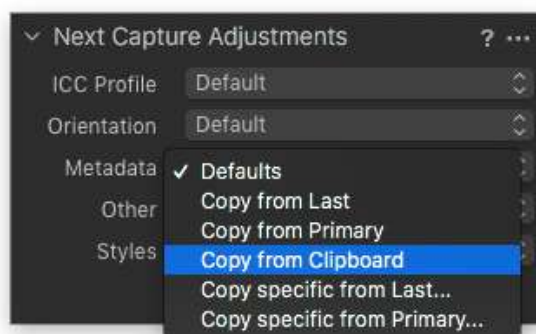 Next Capture Adjustments ? ...
ICC Profile Default
Orientation Default
Metadata ✓ Defaults
Copy from Last
Other
Copy from Primary
Styles
Copy from Clipboard
Copy specific from Last...
Copy specific from Primary...